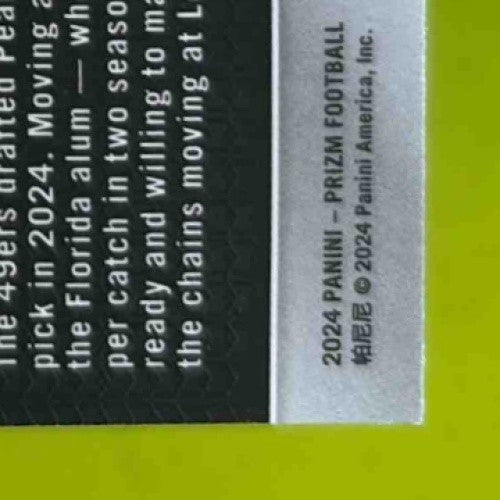 The 49ers drafted Pea
pick in 2024. Moving a
the Florida alum — wh
per catch in two seaso
ready and willing to ma
the chains moving at L
2024 PANINI – PRIZM FOOTBALL
帕尼尼 © 2024 Panini America, Inc.